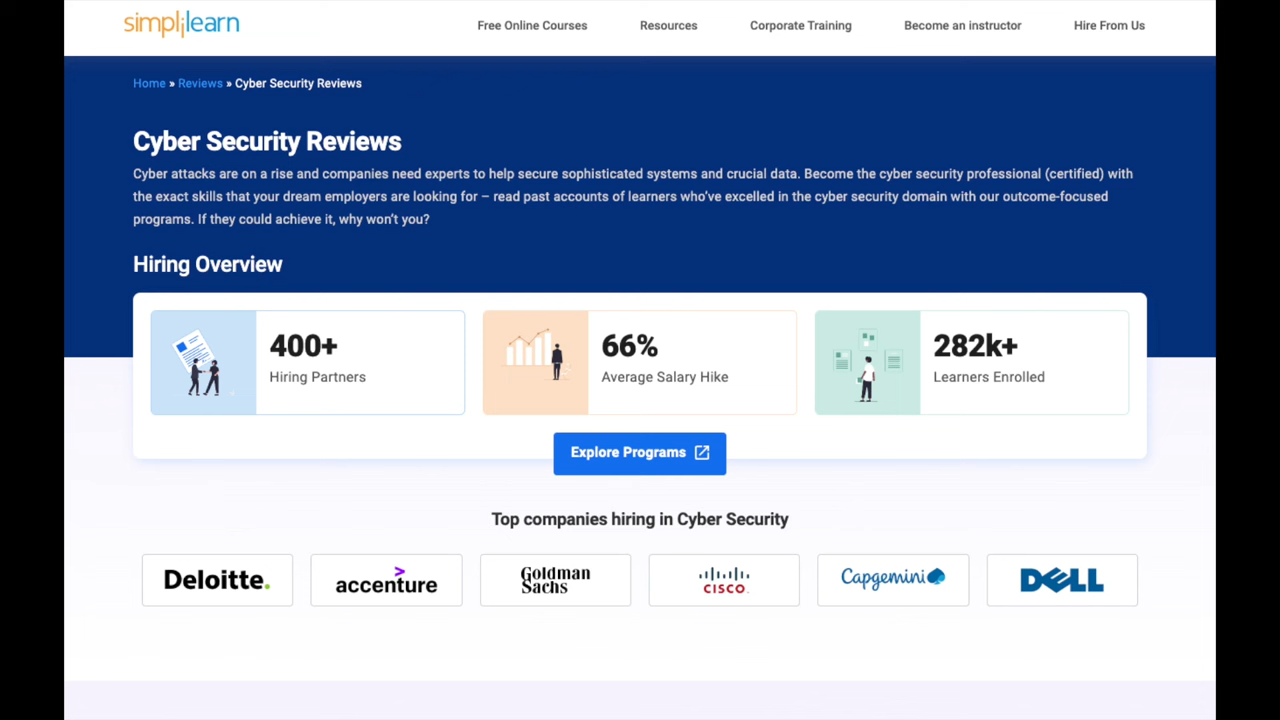 simplilearn
Free Online Courses
Resources
Corporate Training
Become an instructor
Hire From Us
Home » Reviews » Cyber Security Reviews
Cyber Security Reviews
Cyber attacks are on a rise and companies need experts to help secure sophisticated systems and crucial data. Become the cyber security professional (certified) with
the exact skills that your dream employers are looking for – read past accounts of learners who've excelled in the cyber security domain with our outcome-focused
programs. If they could achieve it, why won't you?
Hiring Overview
400+
Hiring Partners
66%
Average Salary Hike
282k+
Learners Enrolled
Explore Programs
Top companies hiring in Cyber Security
Deloitte.
accenture
Goldman
Sachs
CISCO.
Capgemini
DELL